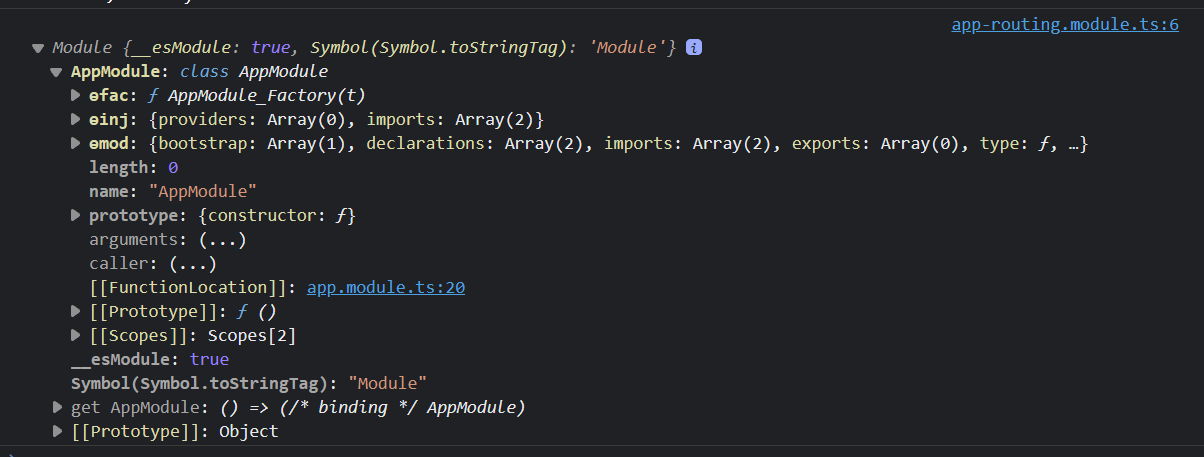 app-routing.module.ts:6
Module {__esModule: true, Symbol(Symbol.toStringTag): 'Module'} i
AppModule: class AppModule
ɵfac: ƒ AppModule_Factory(t)
ɵinj: {providers: Array(0), imports: Array(2)}
ɵmod: {bootstrap: Array(1), declarations: Array(2), imports: Array(2), exports: Array(0), type: ƒ, …}
length: 0
name: "AppModule"
prototype: {constructor: ƒ}
arguments: (...)
caller: (...)
[[FunctionLocation]]: app.module.ts:20
[[Prototype]]: ƒ ()
[[Scopes]]: Scopes[2]
__esModule: true
Symbol(Symbol.toStringTag): "Module"
get AppModule: () => (/* binding */ AppModule)
[[Prototype]]: Object